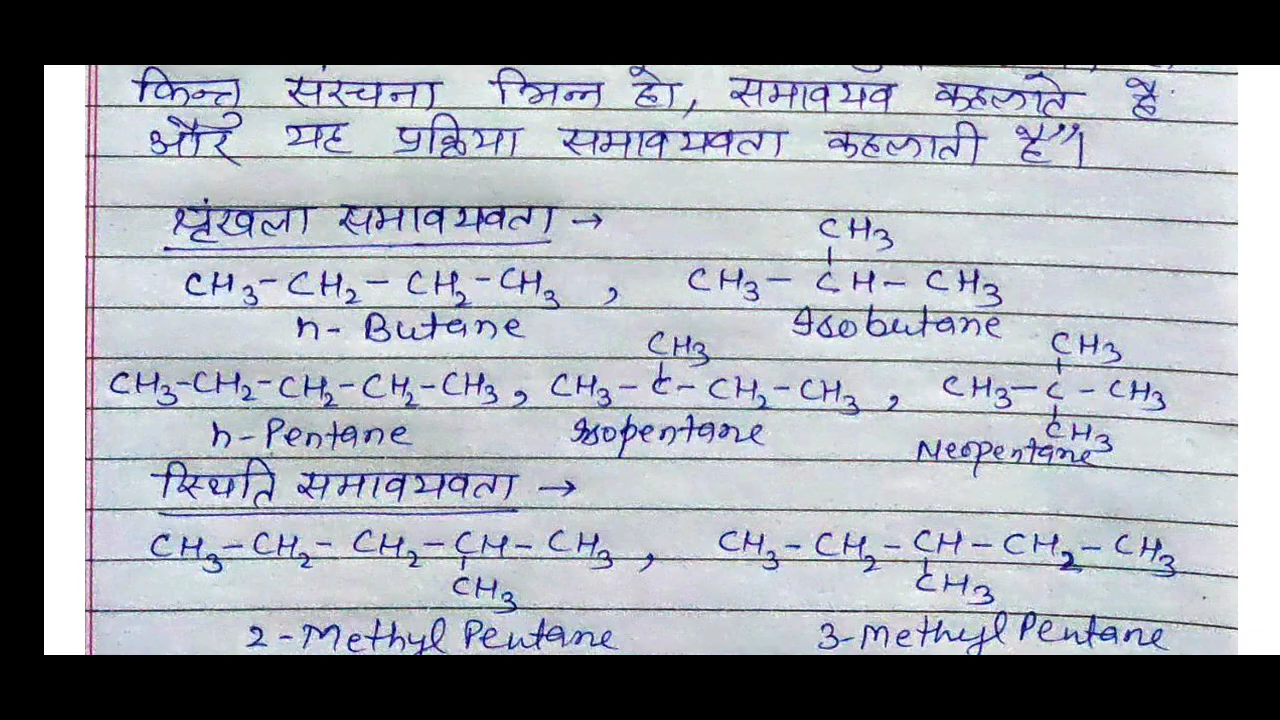 किन्तु संरचना भिन्न हो, समावयव कहलाते है
और यह प्रक्रिया समावयवता कहलाती है"।
श्रृंखला समावयवता →
CH3
CH3-CH2-CH2-CH3, CH3-CH-CH3
n-Butane Isobutane
CH3 CH3
CH3-CH2-CH2-CH2-CH3, CH3-C-CH2-CH3, CH3-C-CH3
CH3
n-Pentane Isopentane Neopentane
स्थिति समावयवता →
CH3-CH2-CH2-CH-CH3, CH3-CH2-CH-CH2-CH3
CH3 CH3
2-Methyl Pentane 3-Methyl Pentane